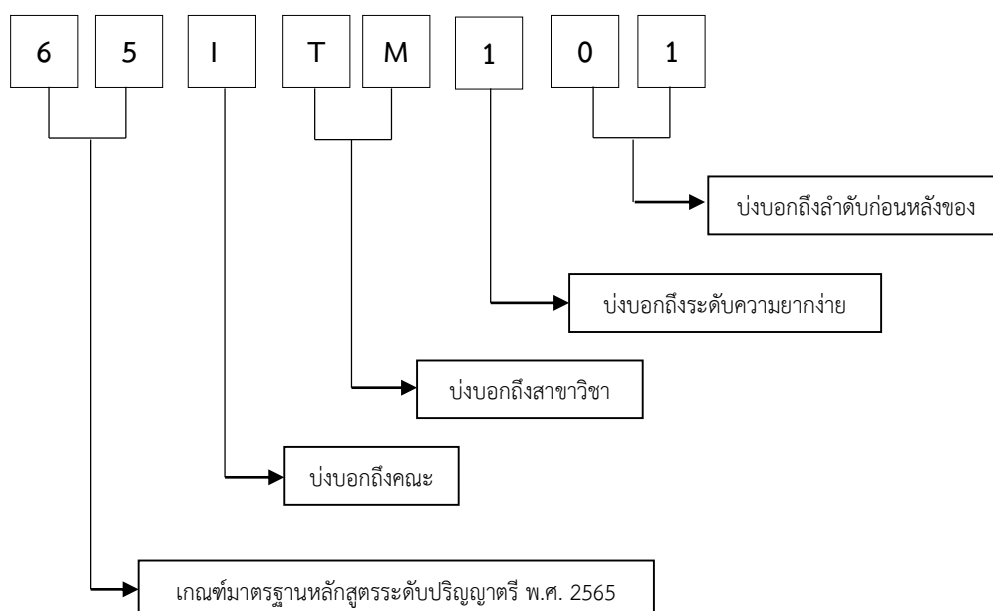 6 5 I T M 1 0 1
บ่งบอกถึงลำดับก่อนหลังของ
บ่งบอกถึงระดับความยากง่าย
บ่งบอกถึงสาขาวิชา
บ่งบอกถึงคณะ
เกณฑ์มาตรฐานหลักสูตรระดับปริญญาตรี พ.ศ. 2565